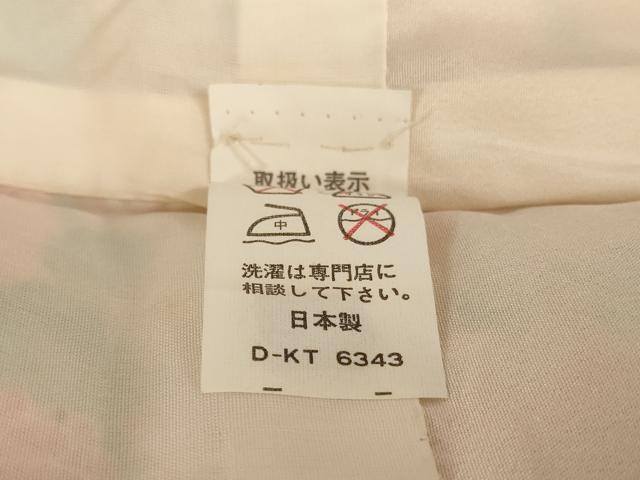 取扱い表示
中
洗濯は専門店に
相談して下さい。
日本製
D-KT 6343